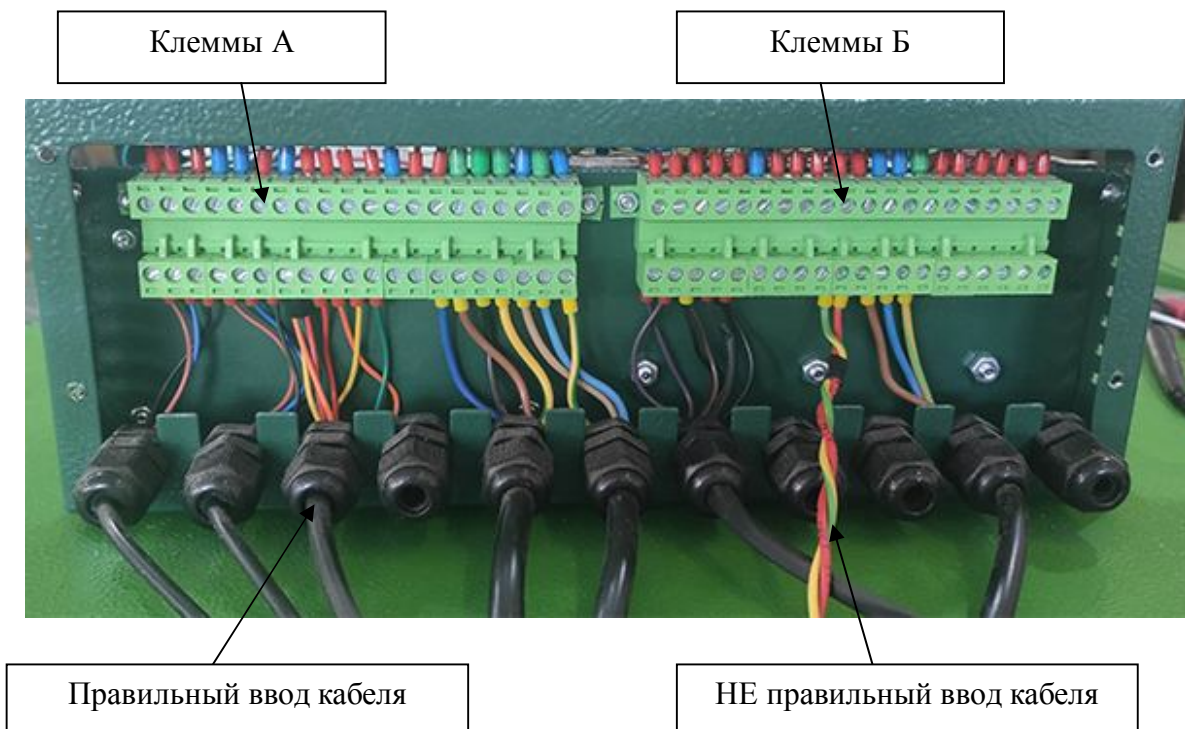 Клеммы А
Клеммы Б
Правильный ввод кабеля
НЕ правильный ввод кабеля